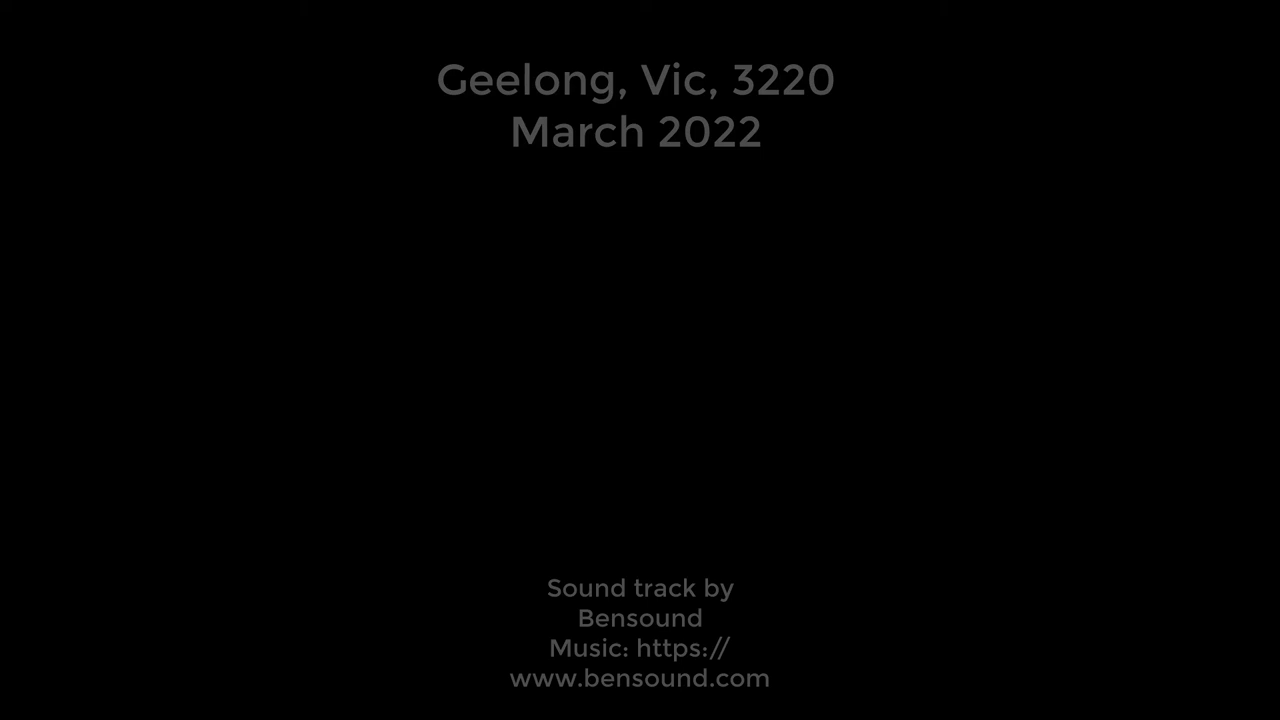 Geelong, Vic, 3220
March 2022
Sound track by
Bensound
Music: https://
www.bensound.com